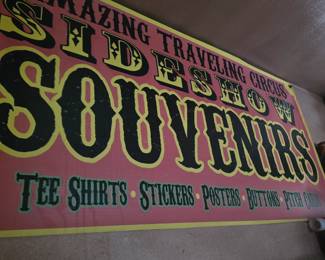 AMAZING TRAVELING CIRCUS
SIDESHOW
SOUVENIRS
TEE SHIRTS · STICKERS · POSTERS · BUTTONS · PITCH CARDS